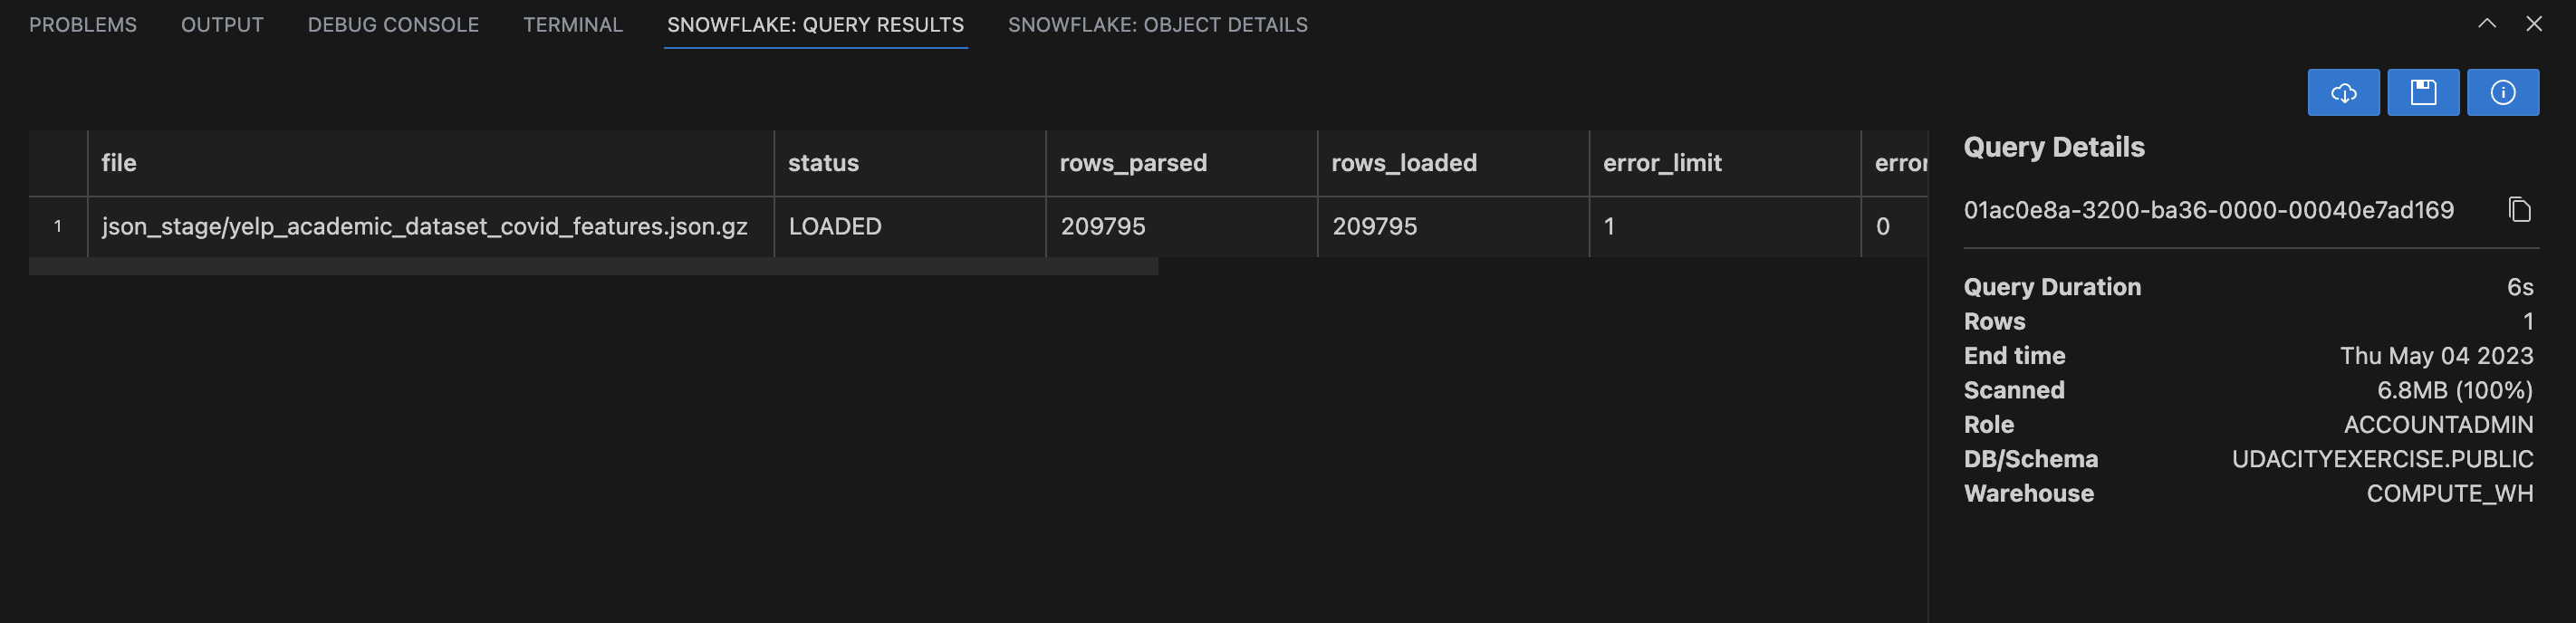 PROBLEMS OUTPUT DEBUG CONSOLE TERMINAL SNOWFLAKE: QUERY RESULTS SNOWFLAKE: OBJECT DETAILS
file status rows_parsed rows_loaded error_limit error
1 json_stage/yelp_academic_dataset_covid_features.json.gz LOADED 209795 209795 1 0
Query Details
01ac0e8a-3200-ba36-0000-00040e7ad169
Query Duration 6s
Rows 1
End time Thu May 04 2023
Scanned 6.8MB (100%)
Role ACCOUNTADMIN
DB/Schema UDACITYEXERCISE.PUBLIC
Warehouse COMPUTE_WH